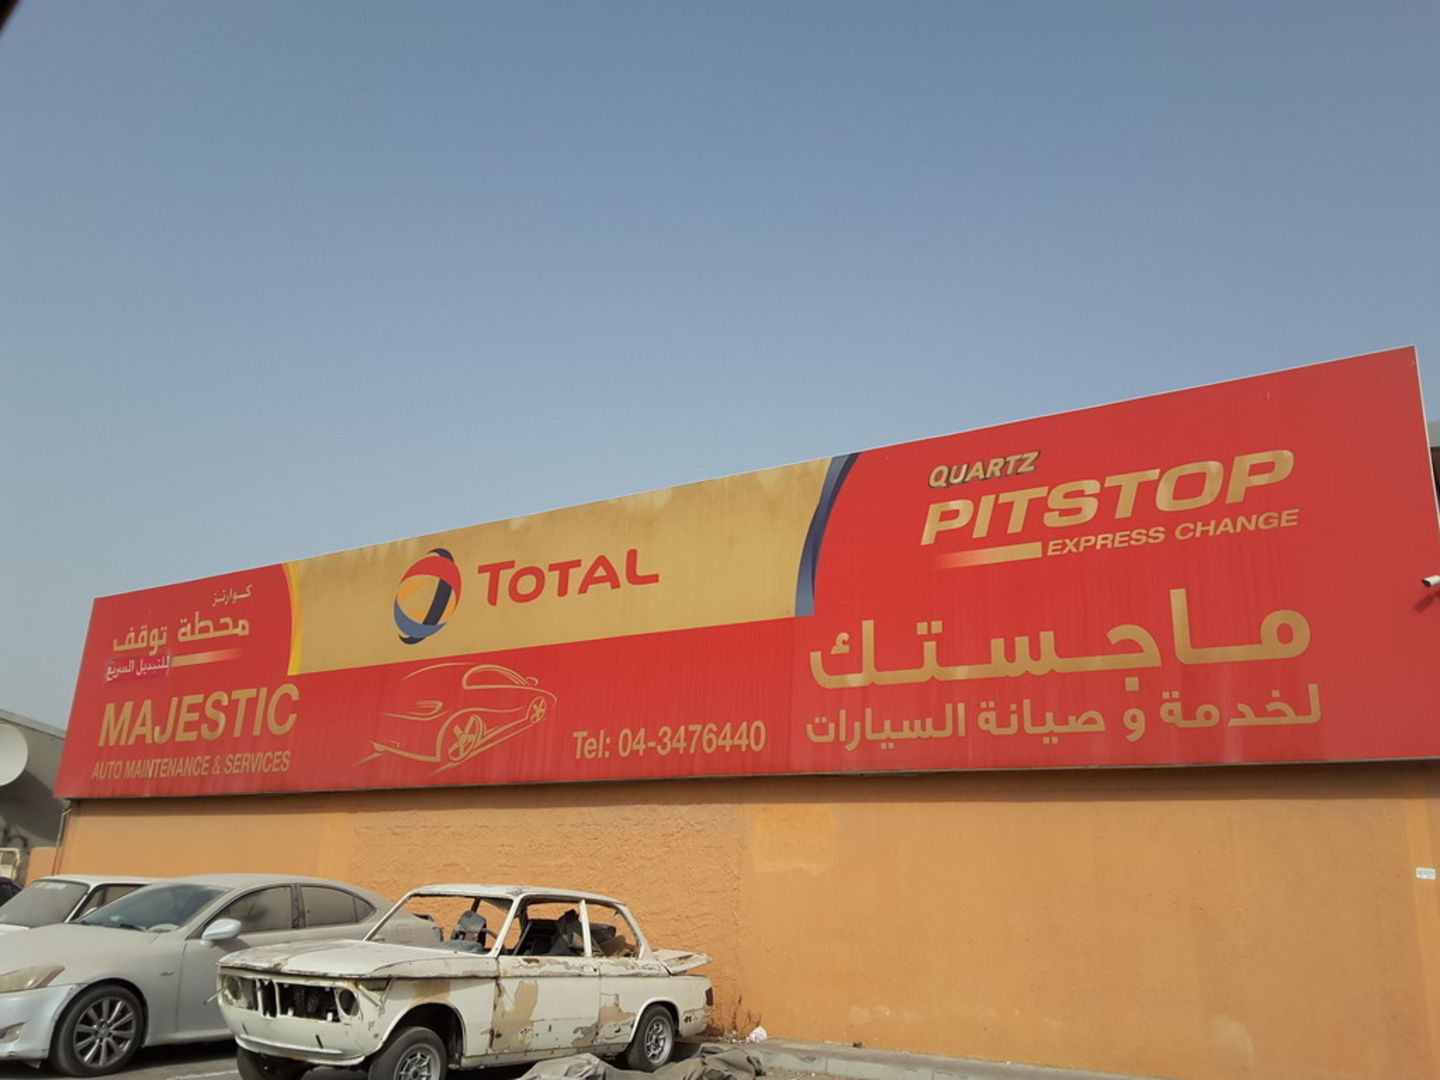 كوارتز
محطة توقف
للتبديل السريع
MAJESTIC
AUTO MAINTENANCE & SERVICES
TOTAL
Tel: 04-3476440
QUARTZ
PITSTOP
EXPRESS CHANGE
ماجستك
لخدمة و صيانة السيارات